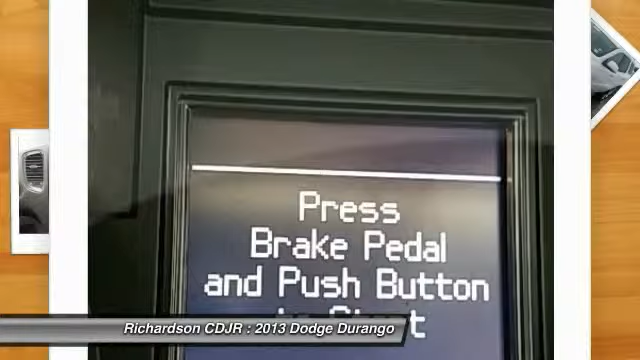 Press
Brake Pedal
and Push Button
Richardson CDJR : 2013 Dodge Durango